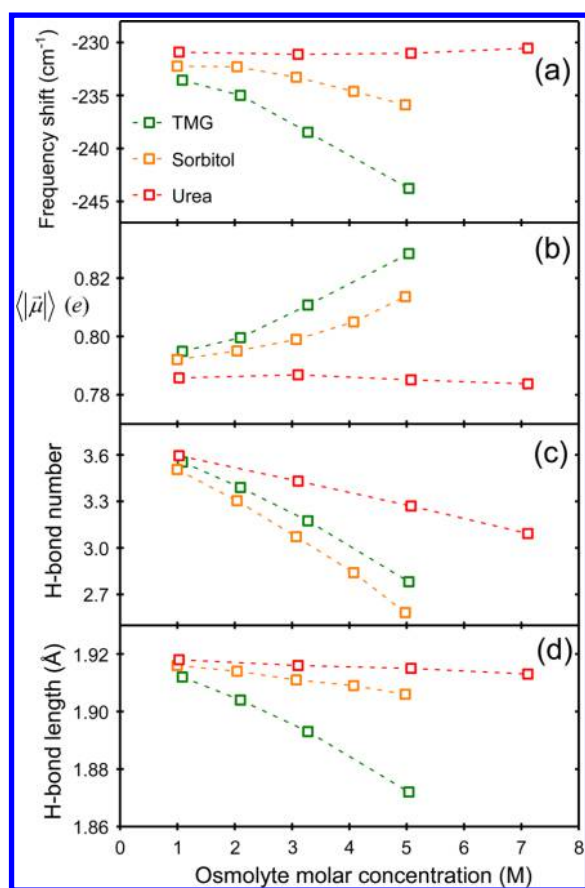 -230
-235
-240
-245
Frequency shift (cm⁻¹)
(a)
TMG
Sorbitol
Urea
0.82
0.80
0.78
⟨|μ⃗|⟩ (e)
(b)
3.6
3.3
3.0
2.7
H-bond number
(c)
1.92
1.90
1.88
1.86
H-bond length (Å)
(d)
0 1 2 3 4 5 6 7 8
Osmolyte molar concentration (M)